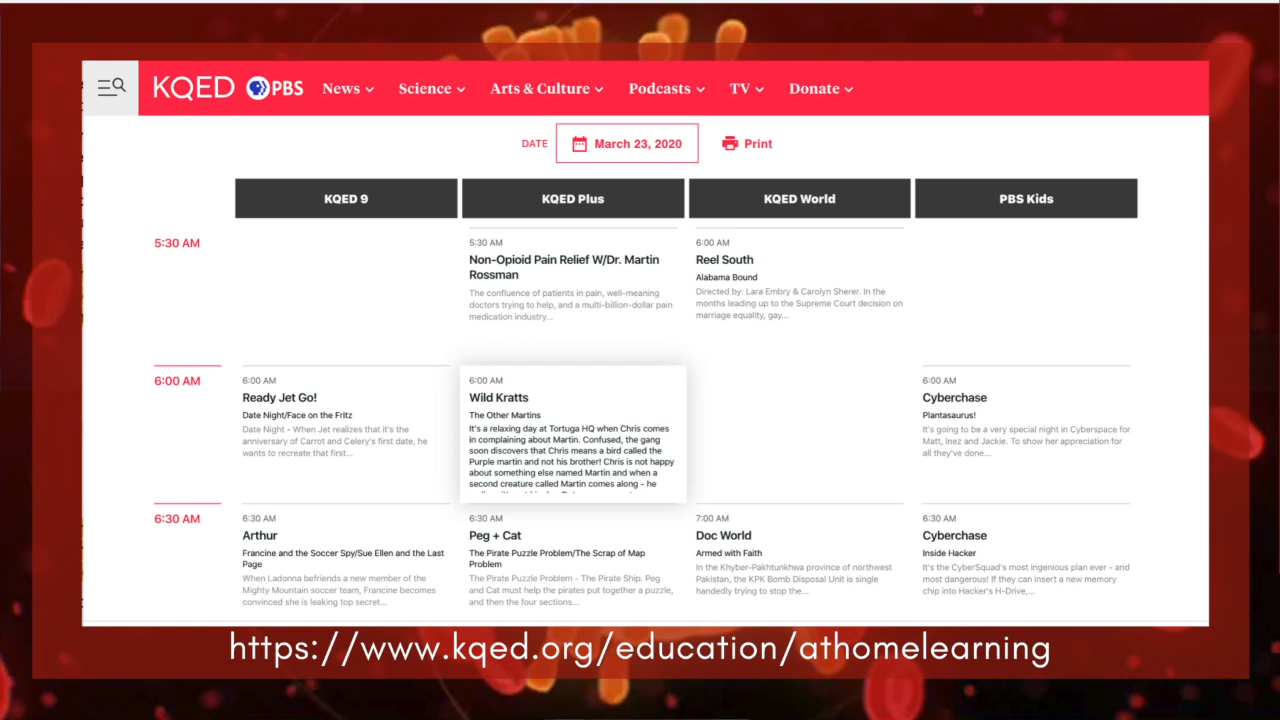 KQED PBS News Science Arts & Culture Podcasts TV Donate
DATE March 23, 2020 Print
KQED 9 KQED Plus KQED World PBS Kids
5:30 AM
5:30 AM
Non-Opioid Pain Relief W/Dr. Martin
Rossman
The confluence of patients in pain, well-meaning
doctors trying to help, and a multi-billion-dollar pain
medication industry...
6:00 AM
Reel South
Alabama Bound
Directed by: Lara Embry & Carolyn Sherer. In the
months leading up to the Supreme Court decision on
marriage equality, gay...
6:00 AM
6:00 AM
Ready Jet Go!
Date Night/Face on the Fritz
Date Night - When Jet realizes that it's the
anniversary of Carrot and Celery's first date, he
wants to recreate that first...
6:00 AM
Wild Kratts
The Other Martins
It's a relaxing day at Tortuga HQ when Chris comes
in complaining about Martin. Confused, the gang
soon discovers that Chris means a bird called the
Purple martin and not his brother! Chris is not happy
about something else named Martin and when a
second creature called Martin comes along - he
6:00 AM
Cyberchase
Plantasaurus!
It's going to be a very special night in Cyberspace for
Matt, Inez and Jackie. To show her appreciation for
all they've done...
6:30 AM
6:30 AM
Arthur
Francine and the Soccer Spy/Sue Ellen and the Last
Page
When Ladonna befriends a new member of the
Mighty Mountain soccer team, Francine becomes
convinced she is leaking top secret...
6:30 AM
Peg + Cat
The Pirate Puzzle Problem/The Scrap of Map
Problem
The Pirate Puzzle Problem - The Pirate Ship. Peg
and Cat must help the pirates put together a puzzle,
and then the four sections...
7:00 AM
Doc World
Armed with Faith
In the Khyber-Pakhtunkhwa province of northwest
Pakistan, the KPK Bomb Disposal Unit is single
handedly trying to stop the...
6:30 AM
Cyberchase
Inside Hacker
It's the CyberSquad's most ingenious plan ever - and
most dangerous! If they can insert a new memory
chip into Hacker's H-Drive,...
https://www.kqed.org/education/athomelearning